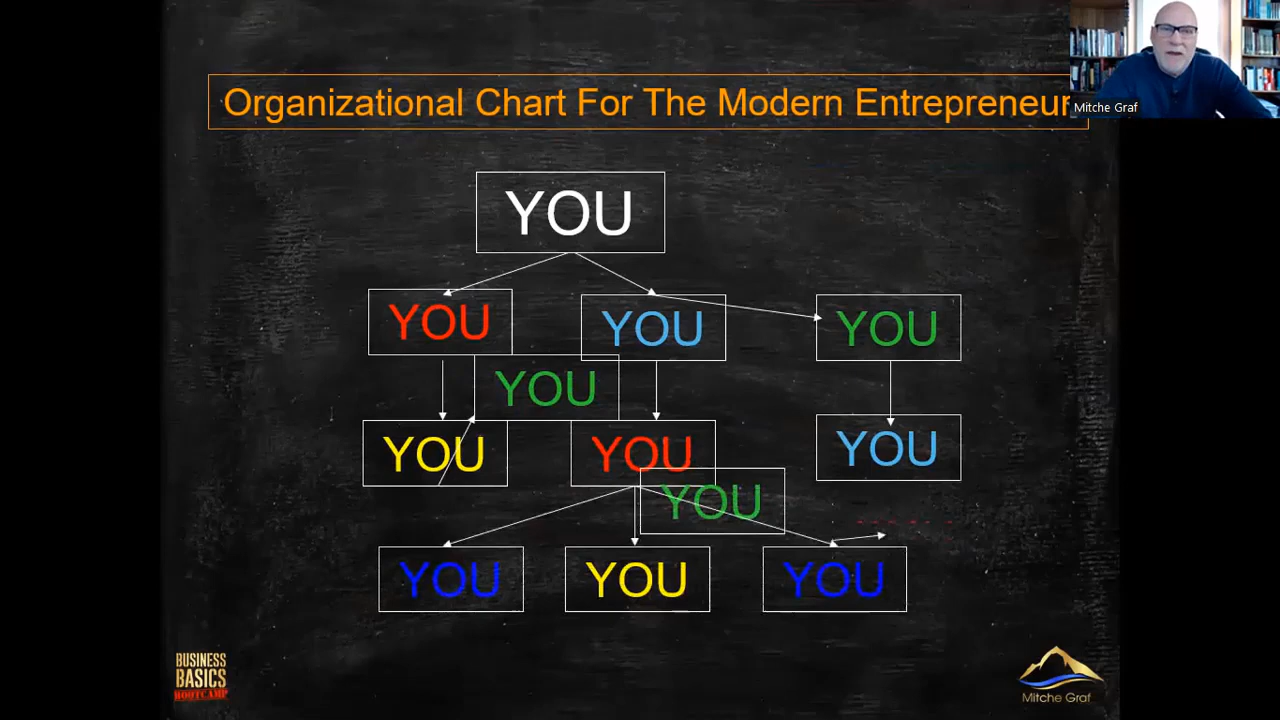 Organizational Chart For The Modern Entrepreneur
Mitche Graf
YOU
YOU YOU YOU
YOU
YOU YOU YOU
YOU
YOU YOU YOU
BUSINESS
BASICS
BOOTCAMP
Mitche Graf